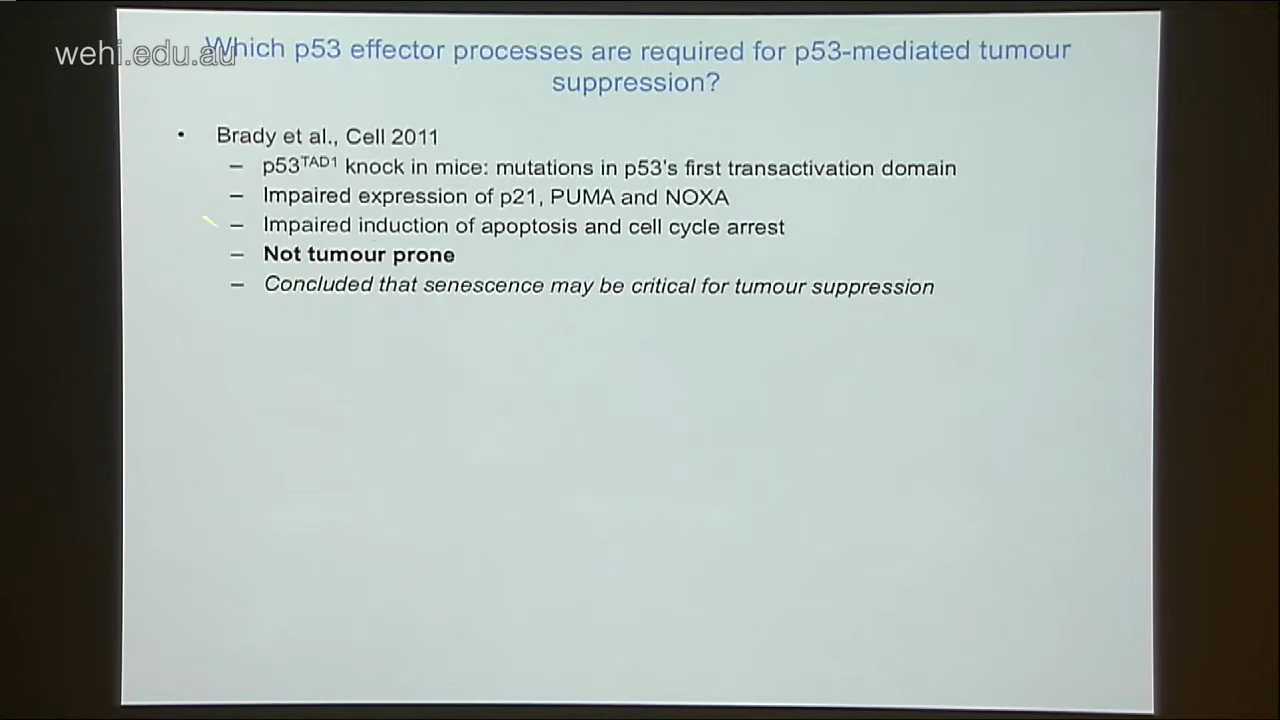 wehi.edu.au
Which p53 effector processes are required for p53-mediated tumour
suppression?
• Brady et al., Cell 2011
– p53TAD1 knock in mice: mutations in p53's first transactivation domain
– Impaired expression of p21, PUMA and NOXA
– Impaired induction of apoptosis and cell cycle arrest
– Not tumour prone
– Concluded that senescence may be critical for tumour suppression